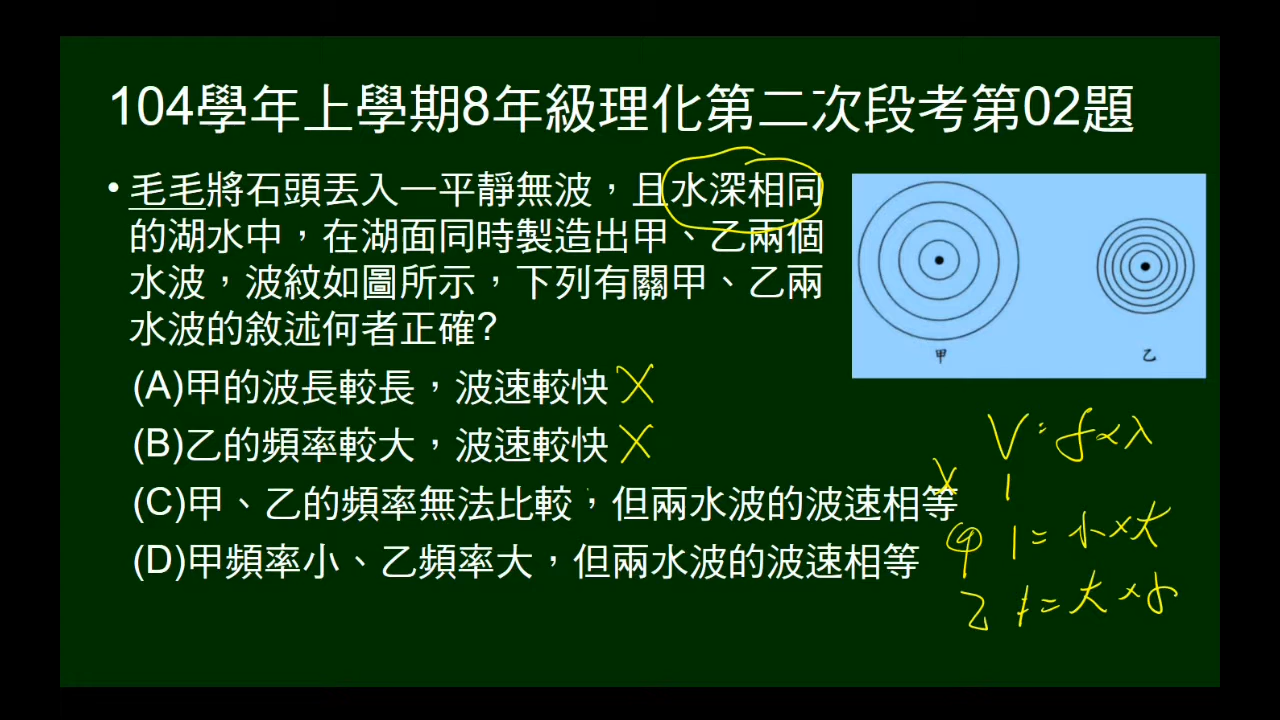 104學年上學期8年級理化第二次段考第02題
• 毛毛將石頭丟入一平靜無波，且水深相同
的湖水中，在湖面同時製造出甲、乙兩個
水波，波紋如圖所示，下列有關甲、乙兩
水波的敘述何者正確?
(A)甲的波長較長，波速較快 X
(B)乙的頻率較大，波速較快 X
(C)甲、乙的頻率無法比較，但兩水波的波速相等 X
(D)甲頻率小、乙頻率大，但兩水波的波速相等
甲
乙
V=f×λ
1
甲 1=小×大
乙 1=大×小